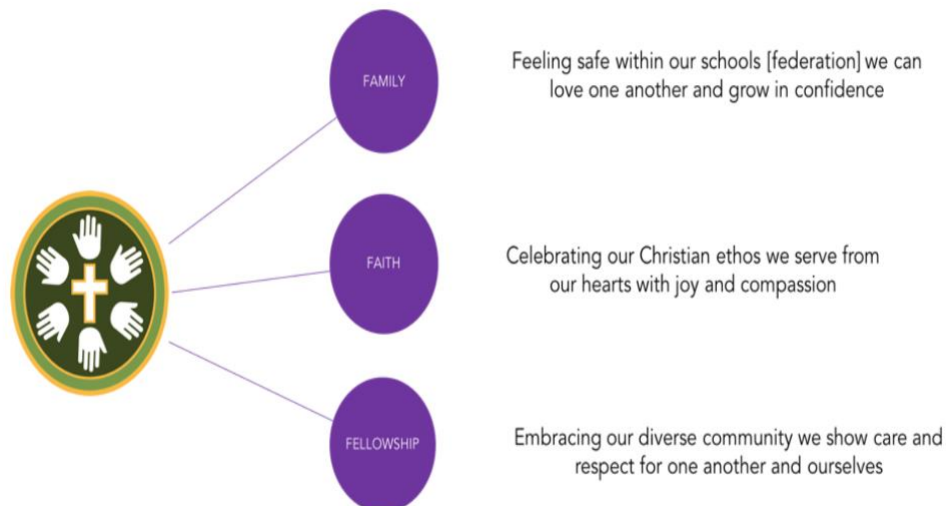 FAMILY
Feeling safe within our schools [federation] we can
love one another and grow in confidence
FAITH
Celebrating our Christian ethos we serve from
our hearts with joy and compassion
FELLOWSHIP
Embracing our diverse community we show care and
respect for one another and ourselves